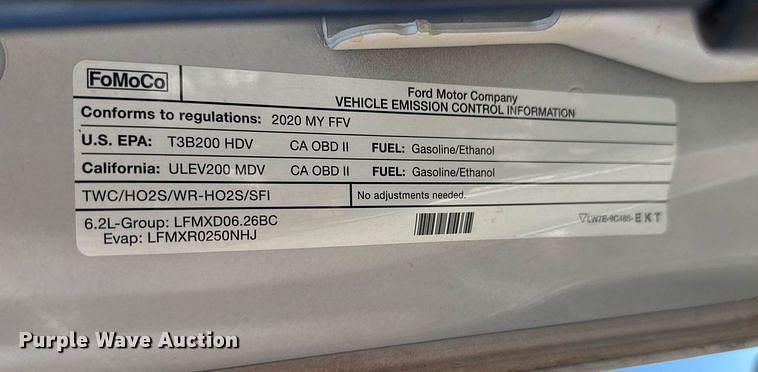 FoMoCo
Ford Motor Company
VEHICLE EMISSION CONTROL INFORMATION
Conforms to regulations: 2020 MY FFV
U.S. EPA: T3B200 HDV CA OBD II FUEL: Gasoline/Ethanol
California: ULEV200 MDV CA OBD II FUEL: Gasoline/Ethanol
TWC/HO2S/WR-HO2S/SFI No adjustments needed.
6.2L-Group: LFMXD06.26BC
Evap: LFMXR0250NHJ
LW7E-9C485-EKT
Purple Wave Auction